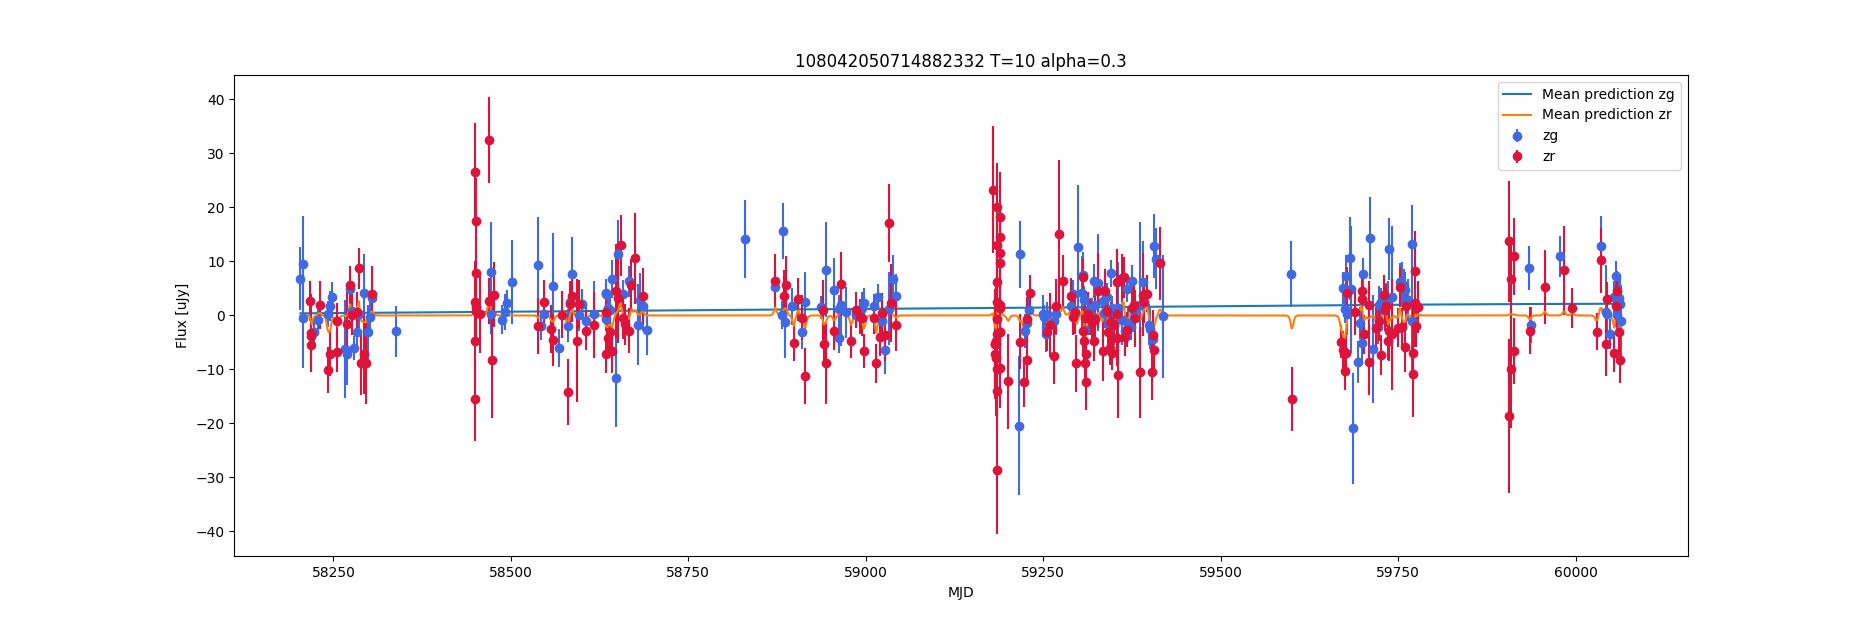 108042050714882332 T=10 alpha=0.3
Mean prediction zg
Mean prediction zr
zg
zr
Flux [uJy]
40
30
20
10
0
−10
−20
−30
−40
58250 58500 58750 59000 59250 59500 59750 60000
MJD